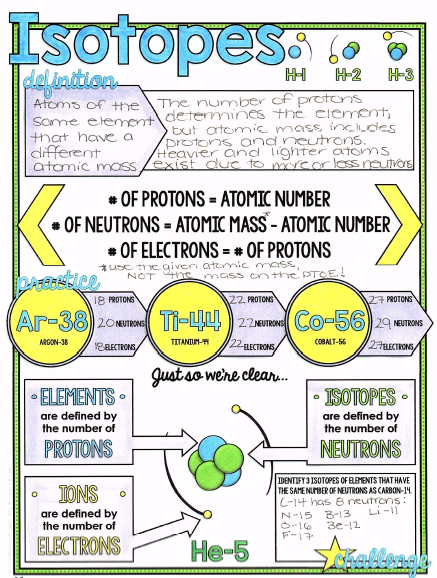 Isotopes
H-1 H-2 H-3
definition
Atoms of the
same element
that have a
different
atomic mass
The number of protons
determines the element,
but atomic mass includes
protons and neutrons.
Heavier and lighter atoms
exist due to more or less neutrons
# OF PROTONS = ATOMIC NUMBER
# OF NEUTRONS = ATOMIC MASS* - ATOMIC NUMBER
# OF ELECTRONS = # OF PROTONS
*use the given atomic mass,
NOT the mass on the PTOE!
practice
Ar-38
ARGON-38
18 PROTONS
20 NEUTRONS
18 ELECTRONS
Ti-44
TITANIUM-44
22 PROTONS
22 NEUTRONS
22 ELECTRONS
Co-56
COBALT-56
27 PROTONS
29 NEUTRONS
27 ELECTRONS
Just so we're clear...
• ELEMENTS •
are defined by
the number of
PROTONS
• ISOTOPES •
are defined by
the number of
NEUTRONS
• IONS •
are defined by
the number of
ELECTRONS
He-5
IDENTIFY 3 ISOTOPES OF ELEMENTS THAT HAVE
THE SAME NUMBER OF NEUTRONS AS CARBON-14.
C-14 has 8 neutrons:
N-15 B-13 Li-11
O-16 Be-12
F-17
challenge